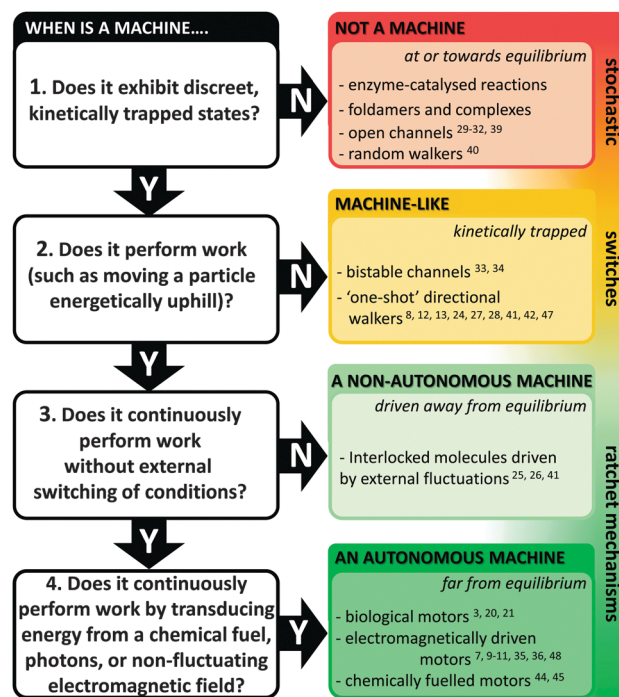 WHEN IS A MACHINE....
1. Does it exhibit discreet,
kinetically trapped states?
N
NOT A MACHINE
at or towards equilibrium
- enzyme-catalysed reactions
- foldamers and complexes
- open channels 29-32, 39
- random walkers 40
stochastic
Y
2. Does it perform work
(such as moving a particle
energetically uphill)?
N
MACHINE-LIKE
kinetically trapped
- bistable channels 33, 34
- ‘one-shot’ directional
walkers 8, 12, 13, 24, 27, 28, 41, 42, 47
switches
Y
3. Does it continuously
perform work
without external
switching of conditions?
N
A NON-AUTONOMOUS MACHINE
driven away from equilibrium
- Interlocked molecules driven
by external fluctuations 25, 26, 41
ratchet mechanisms
Y
4. Does it continuously
perform work by transducing
energy from a chemical fuel,
photons, or non-fluctuating
electromagnetic field?
Y
AN AUTONOMOUS MACHINE
far from equilibrium
- biological motors 3, 20, 21
- electromagnetically driven
motors 7, 9-11, 35, 36, 48
- chemically fuelled motors 44, 45